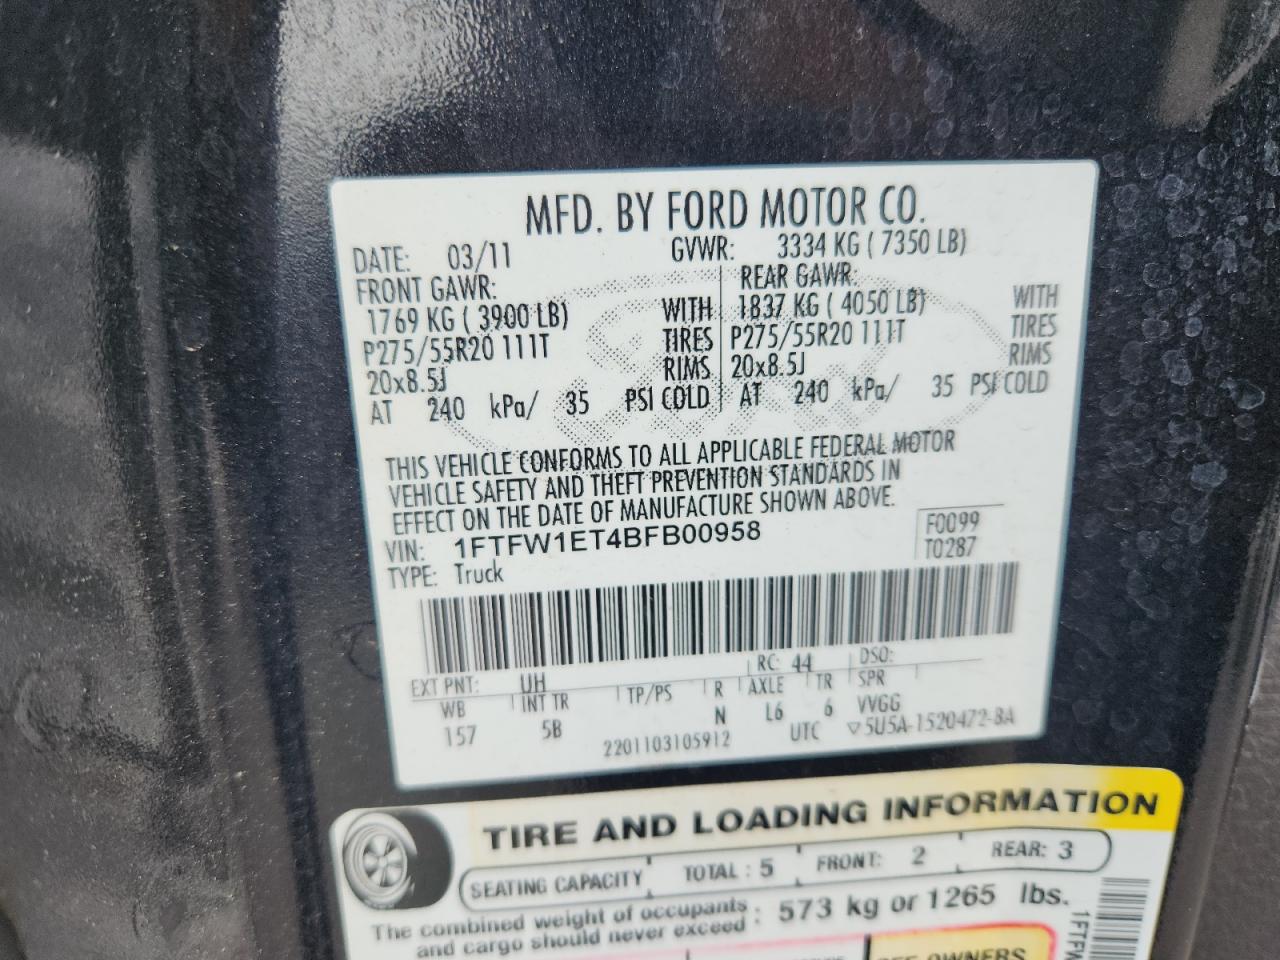 MFD. BY FORD MOTOR CO.
DATE: 03/11 GVWR: 3334 KG ( 7350 LB)
FRONT GAWR: REAR GAWR:
1769 KG ( 3900 LB) WITH 1837 KG ( 4050 LB) WITH
P275/55R20 111T TIRES P275/55R20 111T TIRES
20x8.5J RIMS 20x8.5J RIMS
AT 240 kPa/ 35 PSI COLD AT 240 kPa/ 35 PSI COLD
THIS VEHICLE CONFORMS TO ALL APPLICABLE FEDERAL MOTOR
VEHICLE SAFETY AND THEFT PREVENTION STANDARDS IN
EFFECT ON THE DATE OF MANUFACTURE SHOWN ABOVE.
VIN: 1FTFW1ET4BFB00958 F0099
TYPE: Truck T0287
EXT PNT: UH RC: 44 DSO:
WB INT TR TP/PS R AXLE TR SPR
157 5B N L6 6 VVGG
2201103105912 UTC ▽5U5A-1520472-BA
TIRE AND LOADING INFORMATION
SEATING CAPACITY TOTAL : 5 FRONT: 2 REAR: 3
The combined weight of occupants : 573 kg or 1265 lbs.
and cargo should never exceed
SEE OWNERS
1FTFW